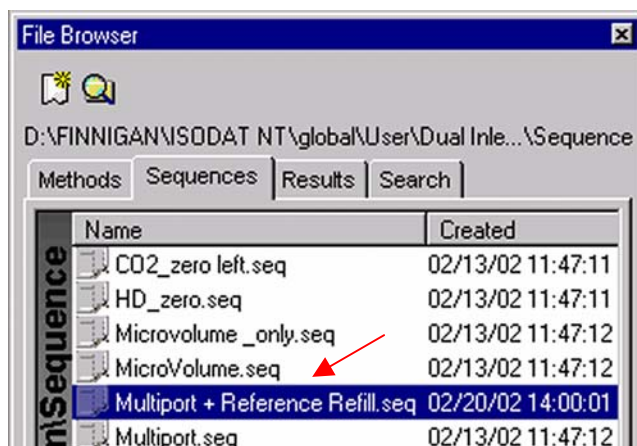 File Browser
D:\FINNIGAN\ISODAT NT\global\User\Dual Inle...\Sequence
Methods Sequences Results Search
Name Created
CO2_zero left.seq 02/13/02 11:47:11
HD_zero.seq 02/13/02 11:47:11
Microvolume _only.seq 02/13/02 11:47:12
MicroVolume.seq 02/13/02 11:47:12
Multiport + Reference Refill.seq 02/20/02 14:00:01
Multiport.seq 02/13/02 11:47:12
n\Sequence